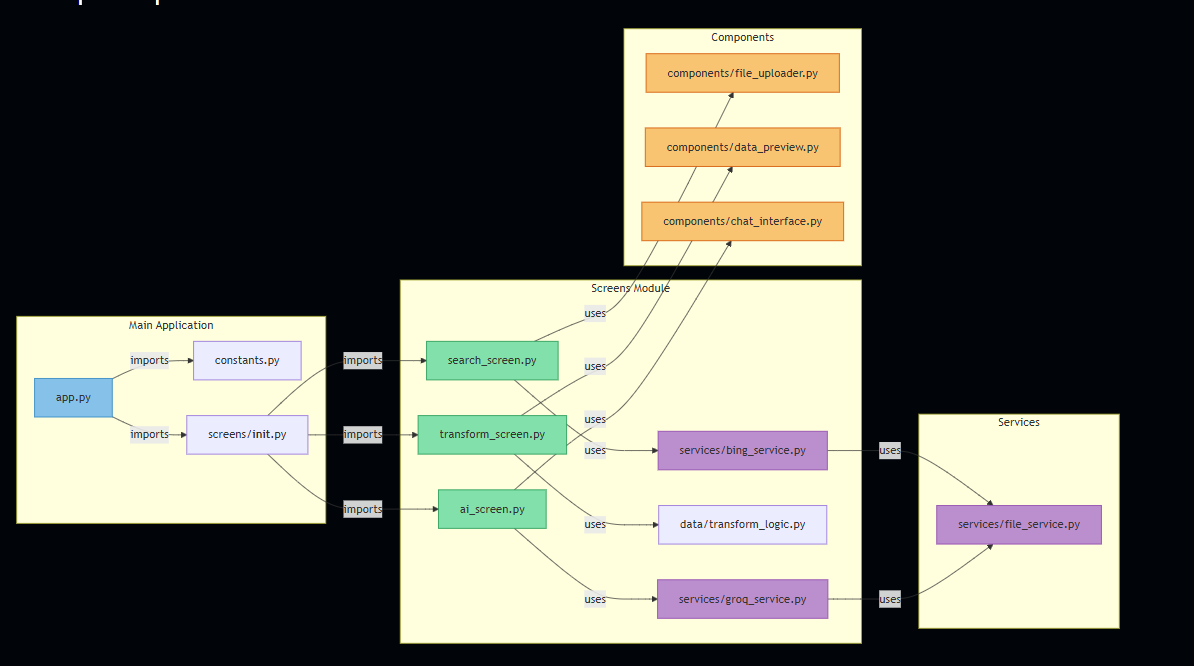 Components
components/file_uploader.py
components/data_preview.py
components/chat_interface.py
Main Application
app.py
imports
constants.py
imports
screens/init.py
imports
imports
imports
Screens Module
search_screen.py
transform_screen.py
ai_screen.py
uses
uses
uses
uses
uses
uses
services/bing_service.py
data/transform_logic.py
services/groq_service.py
uses
uses
Services
services/file_service.py